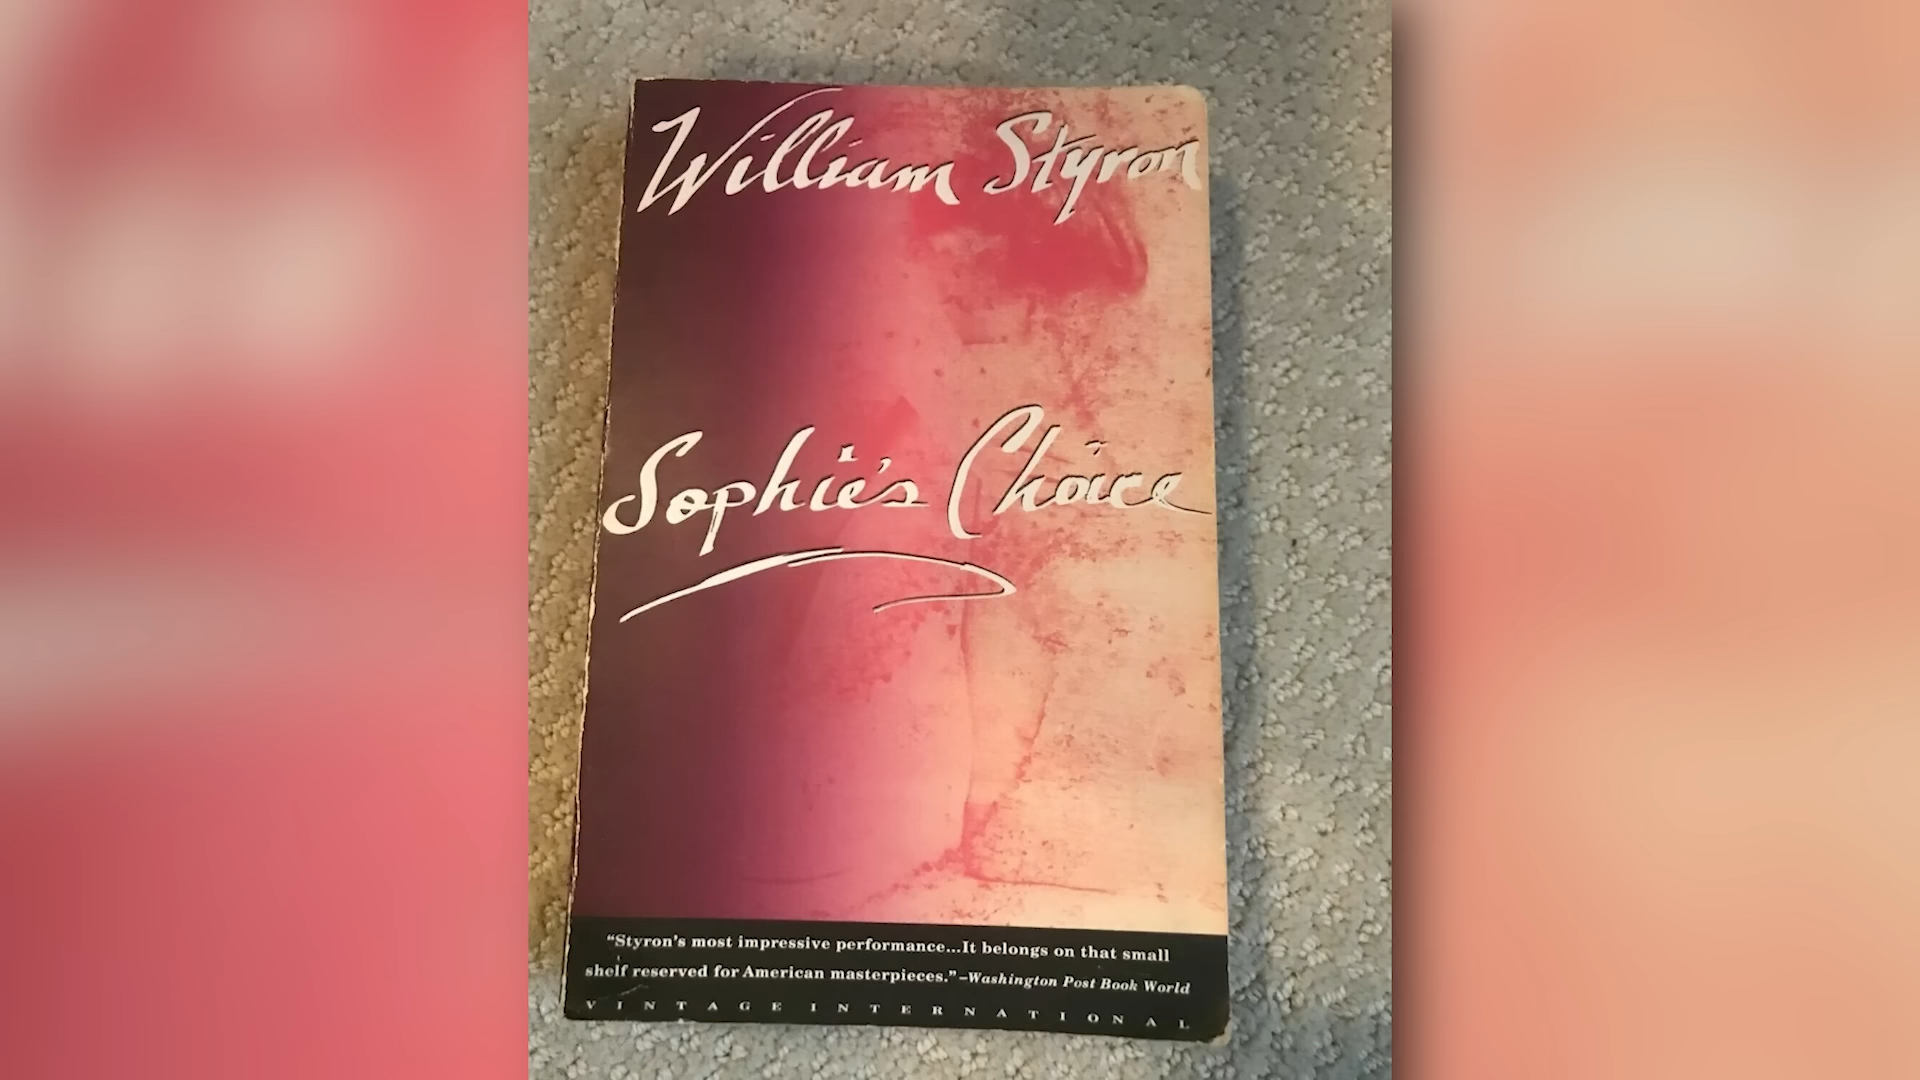 William Styron
Sophie's Choice
“Styron's most impressive performance...It belongs on that small
shelf reserved for American masterpieces.” –Washington Post Book World
VINTAGE INTERNATIONAL